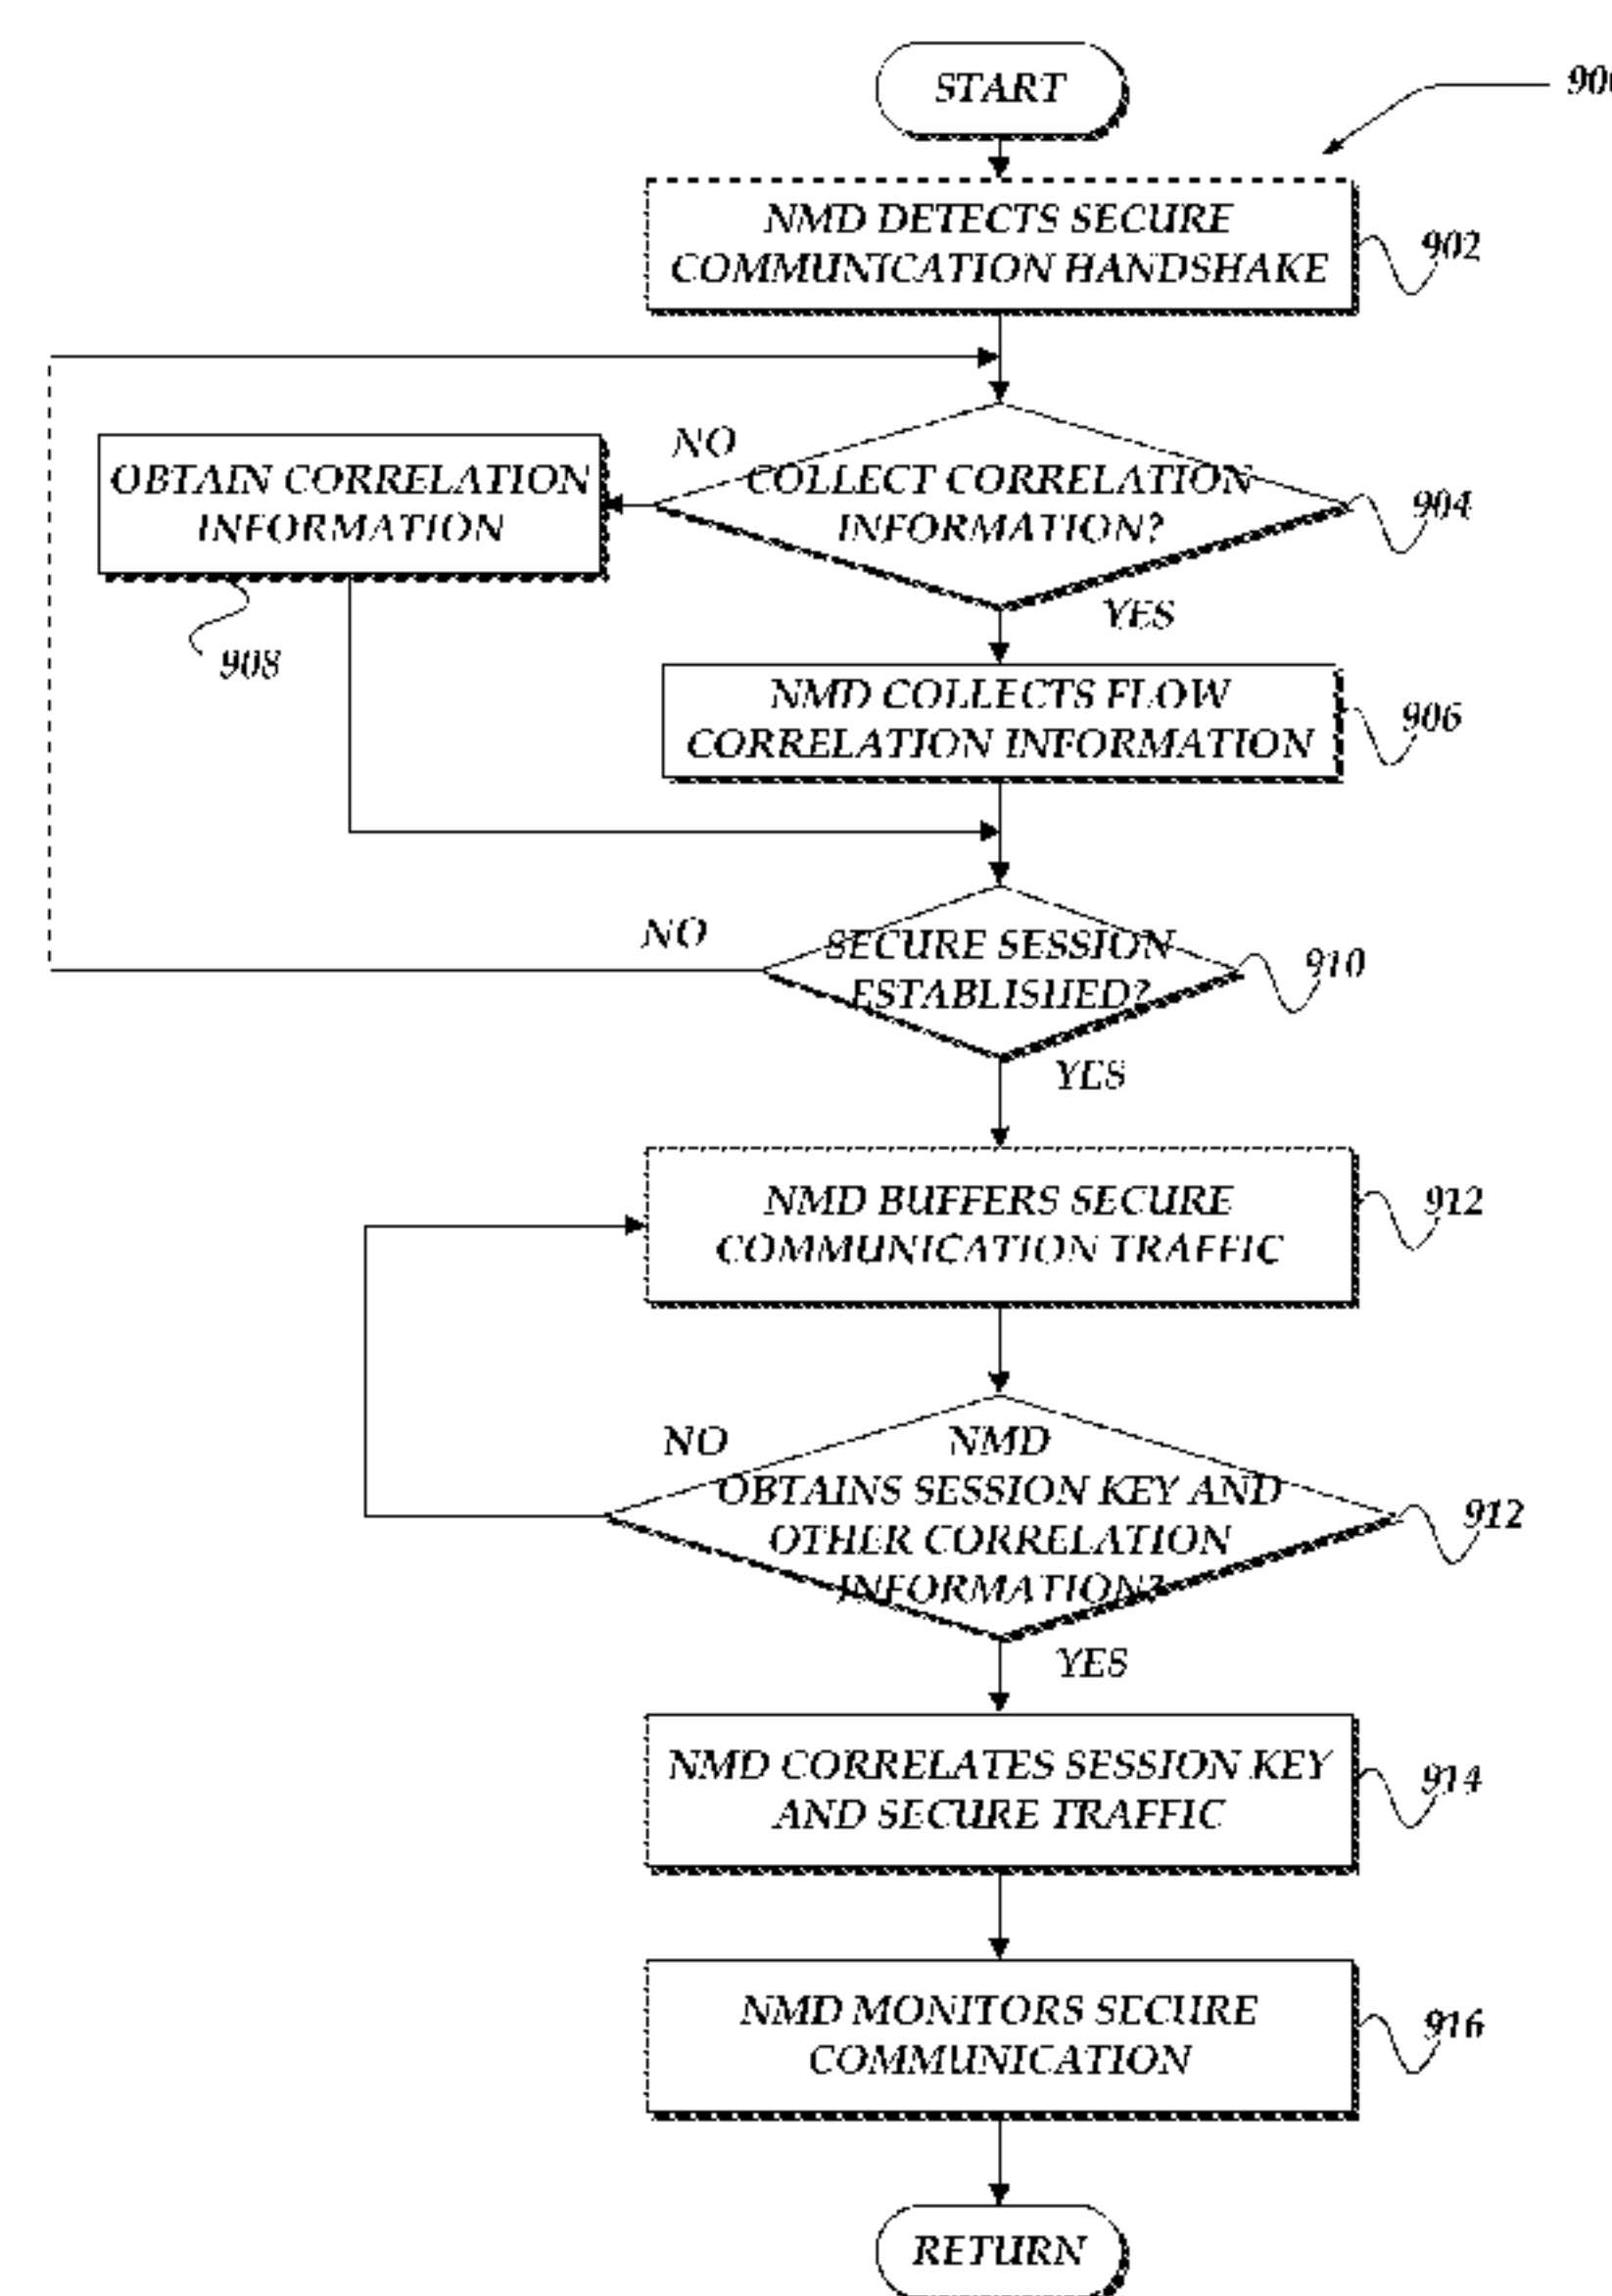 START
900
NMD DETECTS SECURE
COMMUNICATION HANDSHAKE
902
NO
COLLECT CORRELATION
INFORMATION?
904
OBTAIN CORRELATION
INFORMATION
908
YES
NMD COLLECTS FLOW
CORRELATION INFORMATION
906
NO
SECURE SESSION
ESTABLISHED?
910
YES
NMD BUFFERS SECURE
COMMUNICATION TRAFFIC
912
NO
NMD
OBTAINS SESSION KEY AND
OTHER CORRELATION
INFORMATION?
912
YES
NMD CORRELATES SESSION KEY
AND SECURE TRAFFIC
914
NMD MONITORS SECURE
COMMUNICATION
916
RETURN